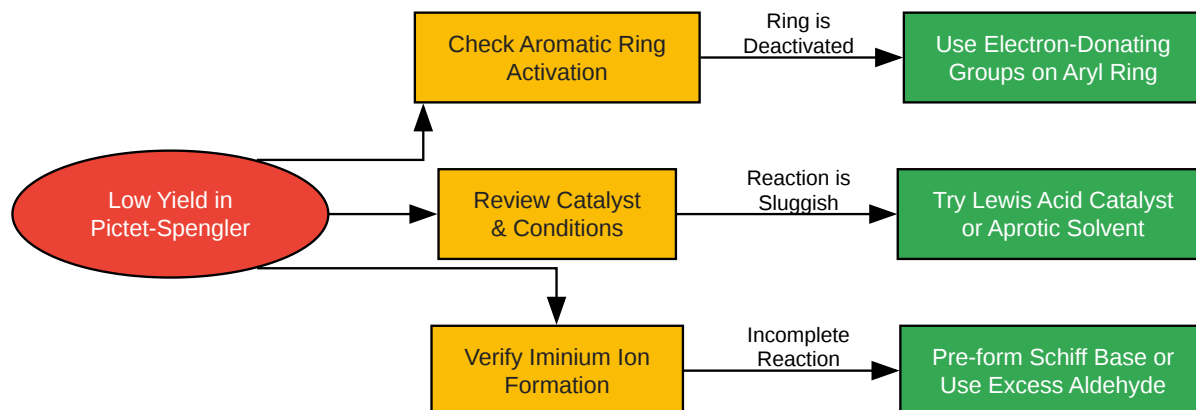 Low Yield in
Pictet-Spengler
Check Aromatic Ring
Activation
Ring is
Deactivated
Use Electron-Donating
Groups on Aryl Ring
Review Catalyst
& Conditions
Reaction is
Sluggish
Try Lewis Acid Catalyst
or Aprotic Solvent
Verify Iminium Ion
Formation
Incomplete
Reaction
Pre-form Schiff Base or
Use Excess Aldehyde